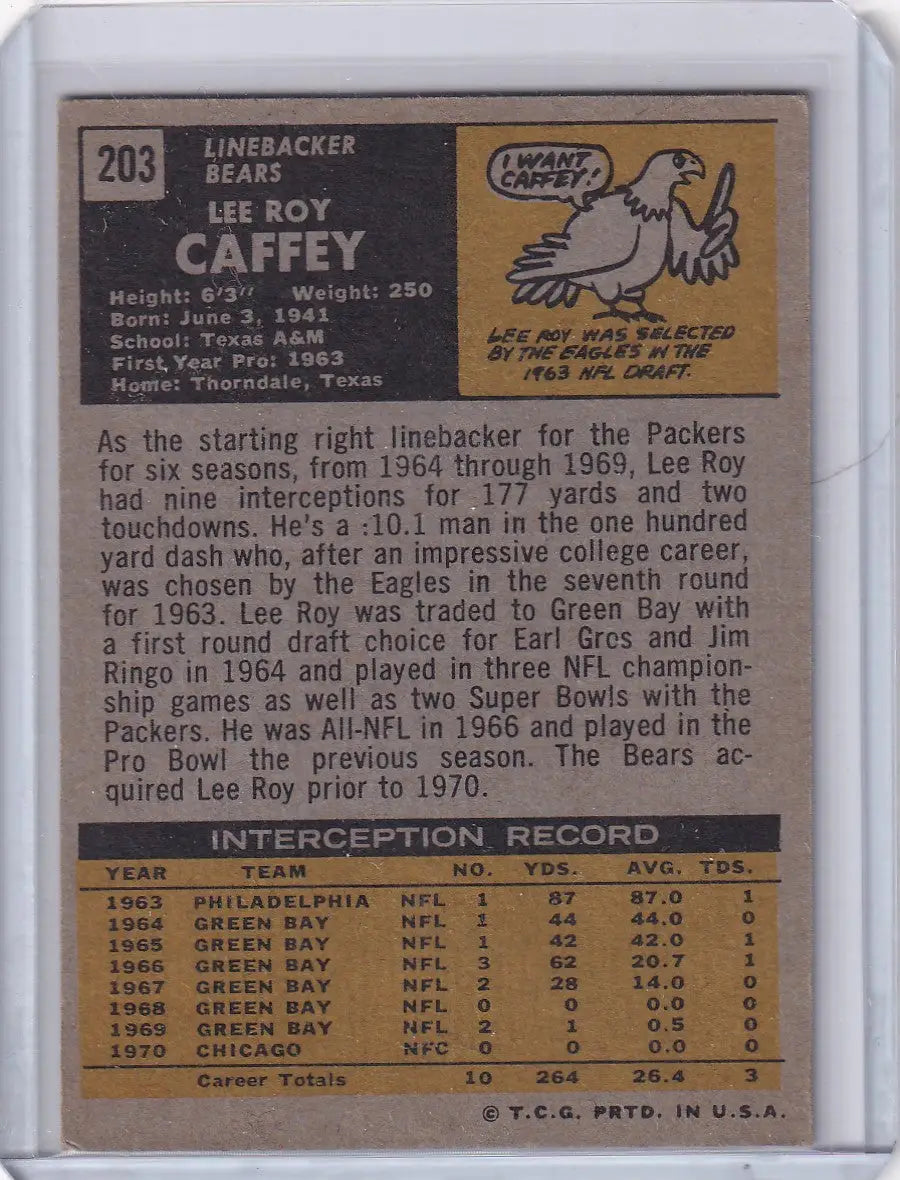 203
LINEBACKER
BEARS
LEE ROY
CAFFEY
Height: 6'3" Weight: 250
Born: June 3, 1941
School: Texas A&M
First Year Pro: 1963
Home: Thorndale, Texas
I WANT
CAFFEY!
LEE ROY WAS SELECTED
BY THE EAGLES IN THE
1963 NFL DRAFT.
As the starting right linebacker for the Packers
for six seasons, from 1964 through 1969, Lee Roy
had nine interceptions for 177 yards and two
touchdowns. He's a :10.1 man in the one hundred
yard dash who, after an impressive college career,
was chosen by the Eagles in the seventh round
for 1963. Lee Roy was traded to Green Bay with
a first round draft choice for Earl Gros and Jim
Ringo in 1964 and played in three NFL champion-
ship games as well as two Super Bowls with the
Packers. He was All-NFL in 1966 and played in the
Pro Bowl the previous season. The Bears ac-
quired Lee Roy prior to 1970.
INTERCEPTION RECORD
YEAR TEAM NO. YDS. AVG. TDS.
1963 PHILADELPHIA NFL 1 87 87.0 1
1964 GREEN BAY NFL 1 44 44.0 0
1965 GREEN BAY NFL 1 42 42.0 1
1966 GREEN BAY NFL 3 62 20.7 1
1967 GREEN BAY NFL 2 28 14.0 0
1968 GREEN BAY NFL 0 0 0.0 0
1969 GREEN BAY NFL 2 1 0.5 0
1970 CHICAGO NFC 0 0 0.0 0
Career Totals 10 264 26.4 3
© T.C.G. PRTD. IN U.S.A.